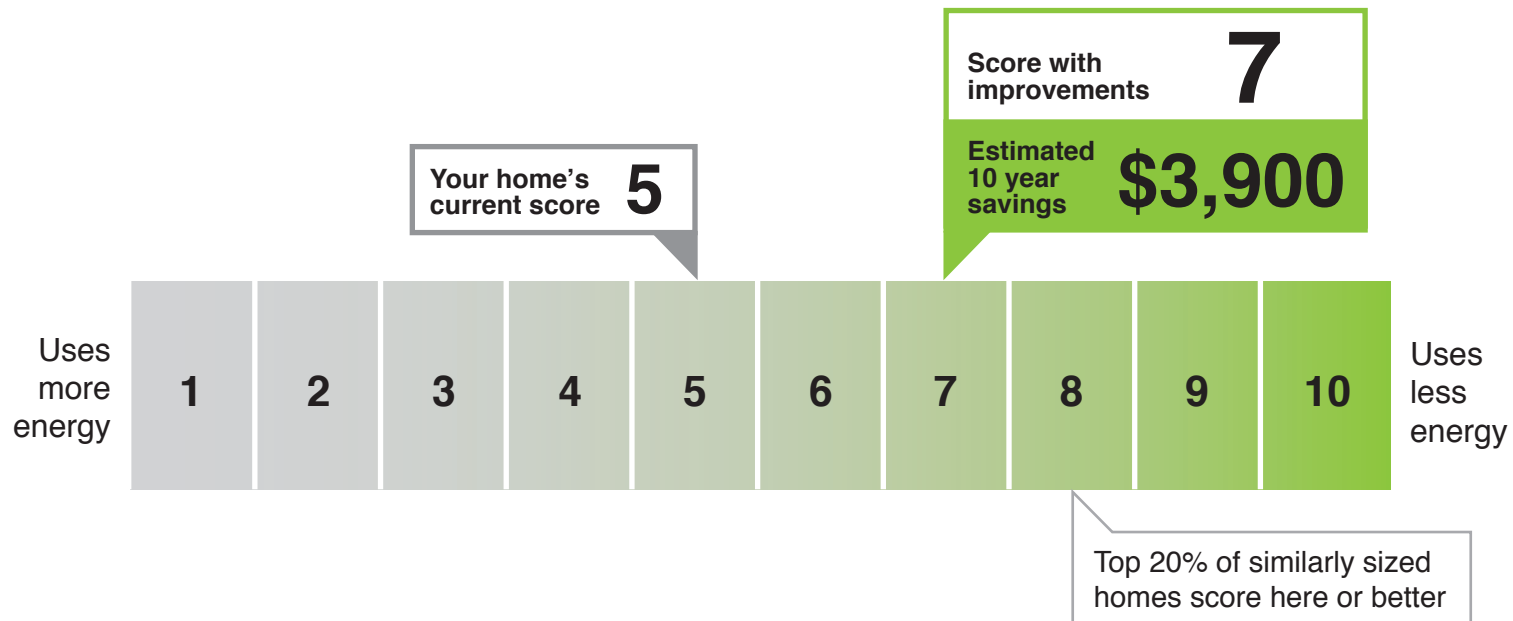 Score with
improvements
7
Estimated
10 year
savings
$3,900
Your home's
current score
5
Uses
more
energy
1 2 3 4 5 6 7 8 9 10
Uses
less
energy
Top 20% of similarly sized
homes score here or better